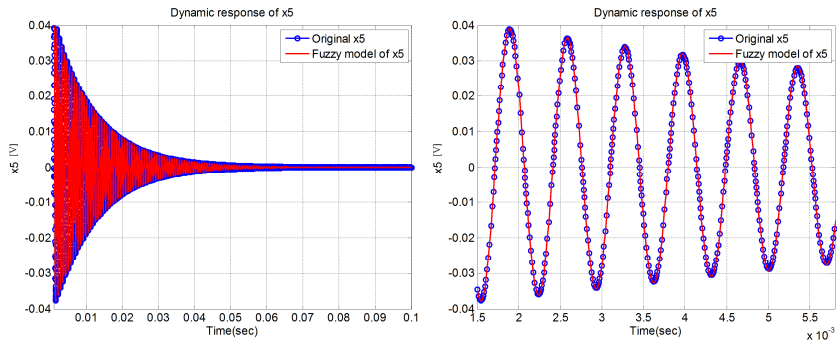 Dynamic response of x5
0.04
0.03
0.02
0.01
0
-0.01
-0.02
-0.03
-0.04
x5 [V]
Original x5
Fuzzy model of x5
0.01 0.02 0.03 0.04 0.05 0.06 0.07 0.08 0.09 0.1
Time(sec)
Dynamic response of x5
0.04
0.03
0.02
0.01
0
-0.01
-0.02
-0.03
-0.04
x5 [V]
Original x5
Fuzzy model of x5
1.5 2 2.5 3 3.5 4 4.5 5 5.5
Time(sec)
x 10^-3